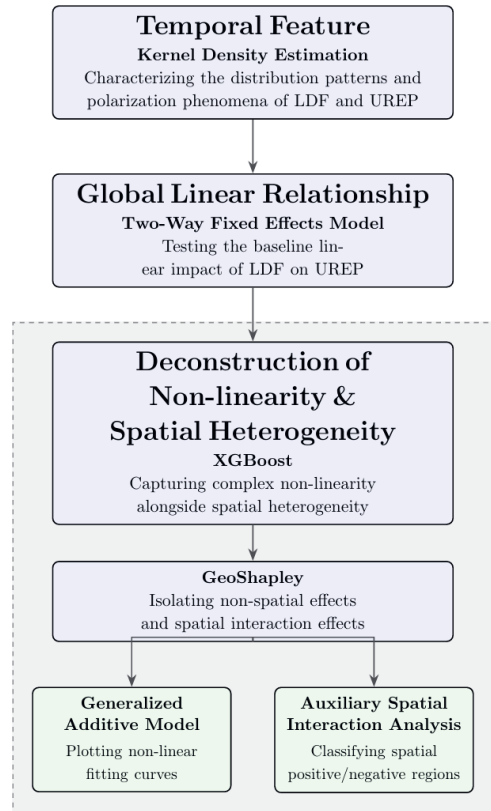 Temporal Feature
Kernel Density Estimation
Characterizing the distribution patterns and
polarization phenomena of LDF and UREP
Global Linear Relationship
Two-Way Fixed Effects Model
Testing the baseline lin-
ear impact of LDF on UREP
Deconstruction of
Non-linearity &
Spatial Heterogeneity
XGBoost
Capturing complex non-linearity
alongside spatial heterogeneity
GeoShapley
Isolating non-spatial effects
and spatial interaction effects
Generalized
Additive Model
Plotting non-linear
fitting curves
Auxiliary Spatial
Interaction Analysis
Classifying spatial
positive/negative regions